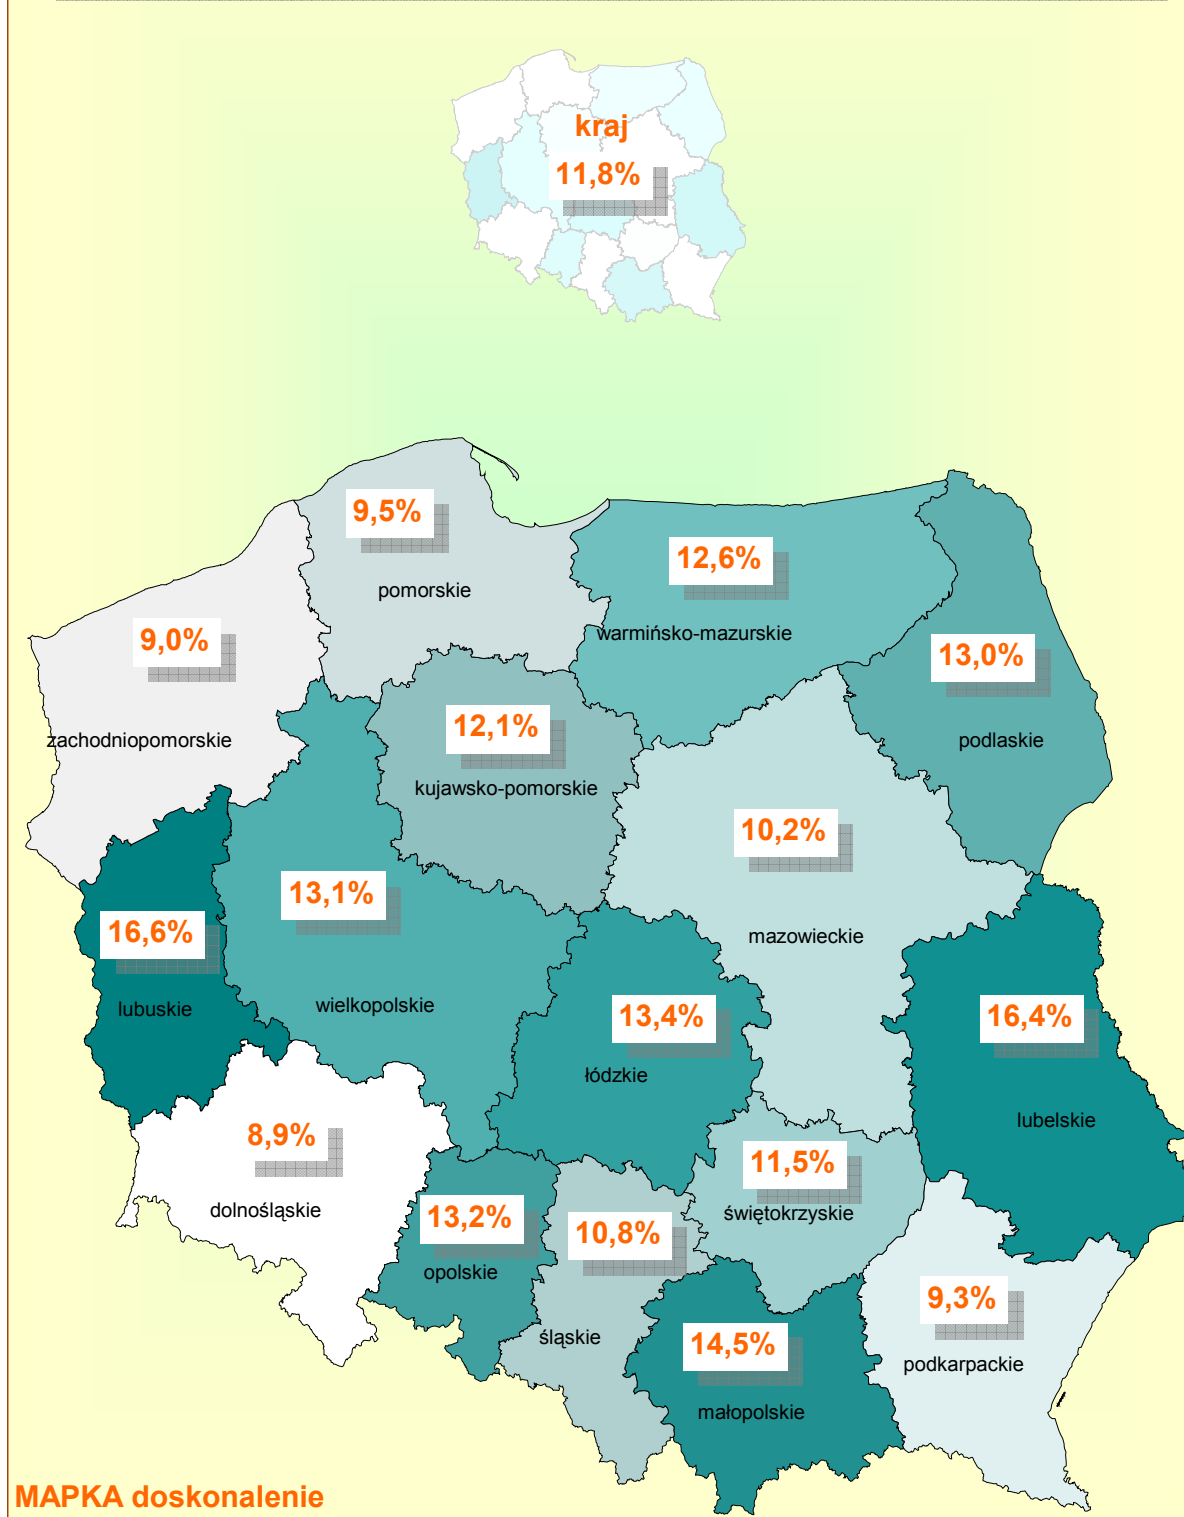 kraj
11,8%
9,5%
pomorskie
12,6%
warmińsko-mazurskie
9,0%
zachodniopomorskie
13,0%
podlaskie
12,1%
kujawsko-pomorskie
10,2%
mazowieckie
13,1%
wielkopolskie
16,6%
lubuskie
13,4%
łódzkie
16,4%
lubelskie
8,9%
dolnośląskie
11,5%
świętokrzyskie
13,2%
opolskie
10,8%
śląskie
9,3%
podkarpackie
14,5%
małopolskie
MAPKA doskonalenie